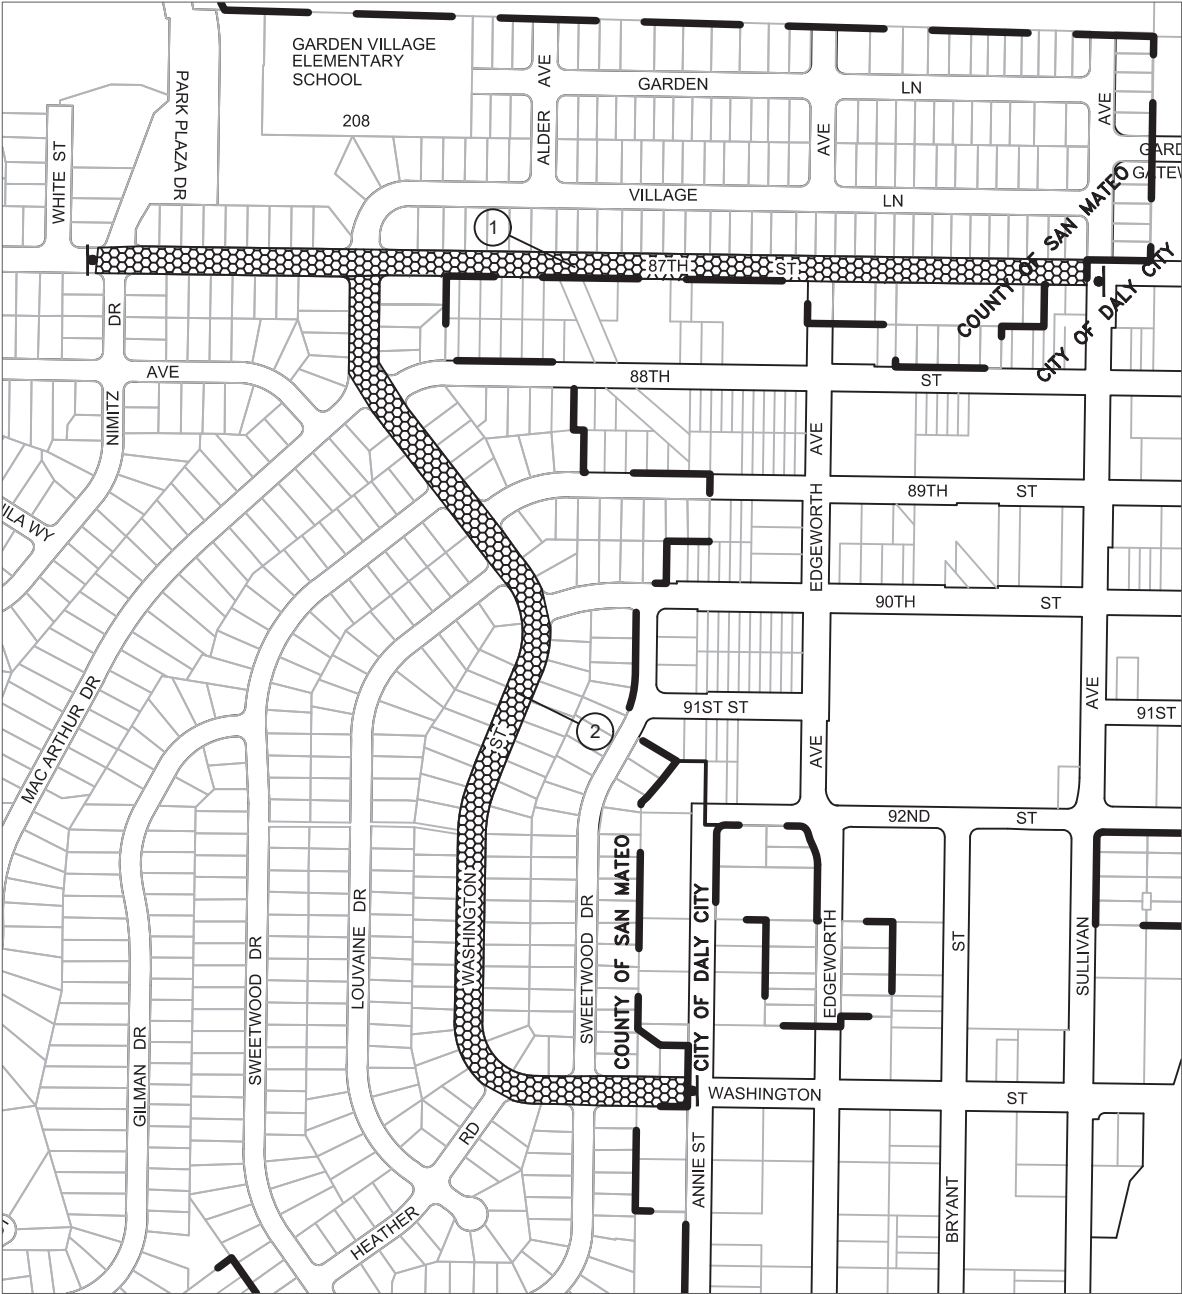 GARDEN VILLAGE
ELEMENTARY
SCHOOL
208
PARK PLAZA DR
WHITE ST
ALDER AVE
GARDEN LN
AVE
AVE
GARD
GATEW
VILLAGE LN
1
87TH ST
COUNTY OF SAN MATEO
CITY OF DALY CITY
NIMITZ DR
AVE
88TH ST
EDGEWORTH AVE
89TH ST
ILA WY
90TH ST
MAC ARTHUR DR
2
91ST ST
AVE
91ST
92ND ST
WASHINGTON ST
COUNTY OF SAN MATEO
CITY OF DALY CITY
LOUVAINE DR
SWEETWOOD DR
SWEETWOOD DR
EDGEWORTH AVE
ST
SULLIVAN
GILMAN DR
WASHINGTON ST
HEATHER RD
ANNIE ST
BRYANT